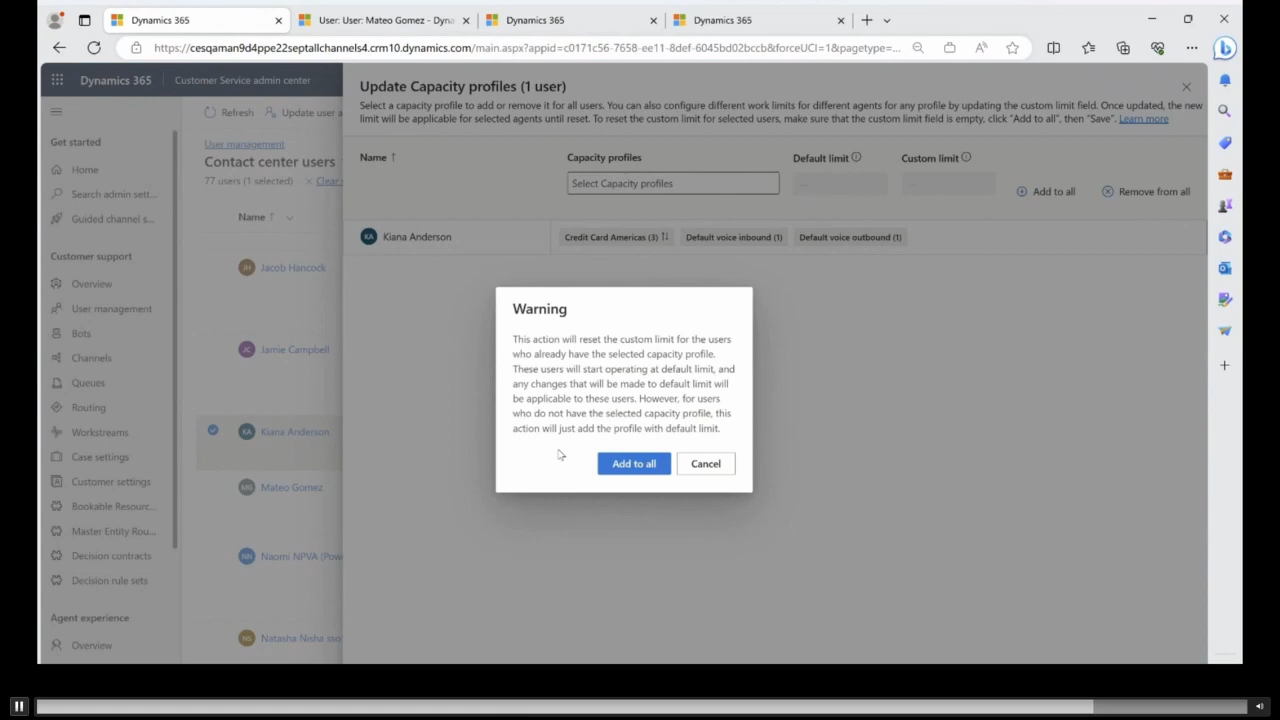 Dynamics 365
User: User: Mateo Gomez - Dyna
Dynamics 365
Dynamics 365
https://cesqaman9d4ppe22septallchannels4.crm10.dynamics.com/main.aspx?appid=c0171c56-7658-ee11-8def-6045bd02bccb&forceUCI=1&pagetype=...
Dynamics 365
Customer Service admin center
Get started
Home
Search admin sett...
Guided channel s...
Customer support
Overview
User management
Bots
Channels
Queues
Routing
Workstreams
Case settings
Customer settings
Bookable Resourc...
Master Entity Rou...
Decision contracts
Decision rule sets
Agent experience
Overview
Refresh
Update user a
User management
Contact center users
77 users (1 selected)
Clear s
Name ↑
JH Jacob Hancock
JC Jamie Campbell
KA Kiana Anderson
MG Mateo Gomez
NN Naomi NPVA (Pow
NS Natasha Nisha
Update Capacity profiles (1 user)
Select a capacity profile to add or remove it for all users. You can also configure different work limits for different agents for any profile by updating the custom limit field. Once updated, the new
limit will be applicable for selected agents until reset. To reset the custom limit for selected users, make sure that the custom limit field is empty, click "Add to all", then "Save". Learn more
Name ↑
Capacity profiles
Default limit
Custom limit
Select Capacity profiles
...
...
Add to all
Remove from all
KA Kiana Anderson
Credit Card Americas (3)
Default voice inbound (1)
Default voice outbound (1)
Warning
This action will reset the custom limit for the users
who already have the selected capacity profile.
These users will start operating at default limit, and
any changes that will be made to default limit will
be applicable to these users. However, for users
who do not have the selected capacity profile, this
action will just add the profile with default limit.
Add to all
Cancel